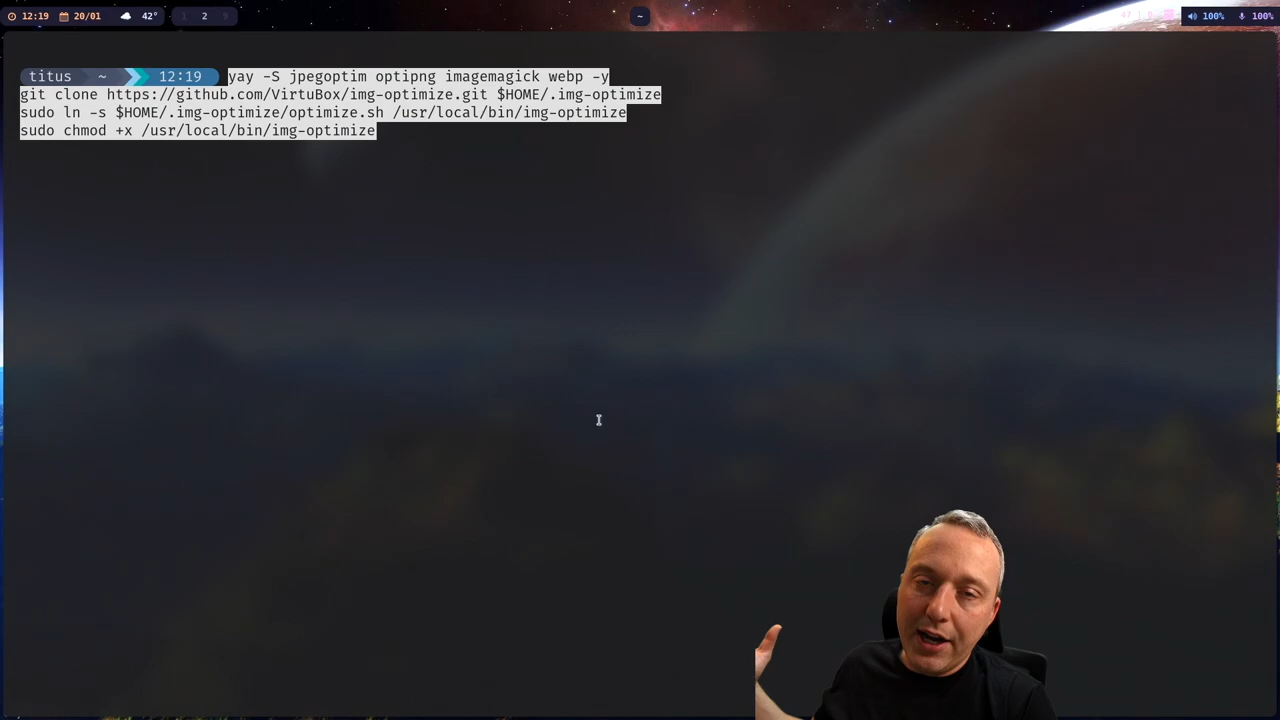 12:19 20/01 42° 1 2 9 ~ 100% 100%
titus ~ 12:19 yay -S jpegoptim optipng imagemagick webp -y
git clone https://github.com/VirtuBox/img-optimize.git $HOME/.img-optimize
sudo ln -s $HOME/.img-optimize/optimize.sh /usr/local/bin/img-optimize
sudo chmod +x /usr/local/bin/img-optimize